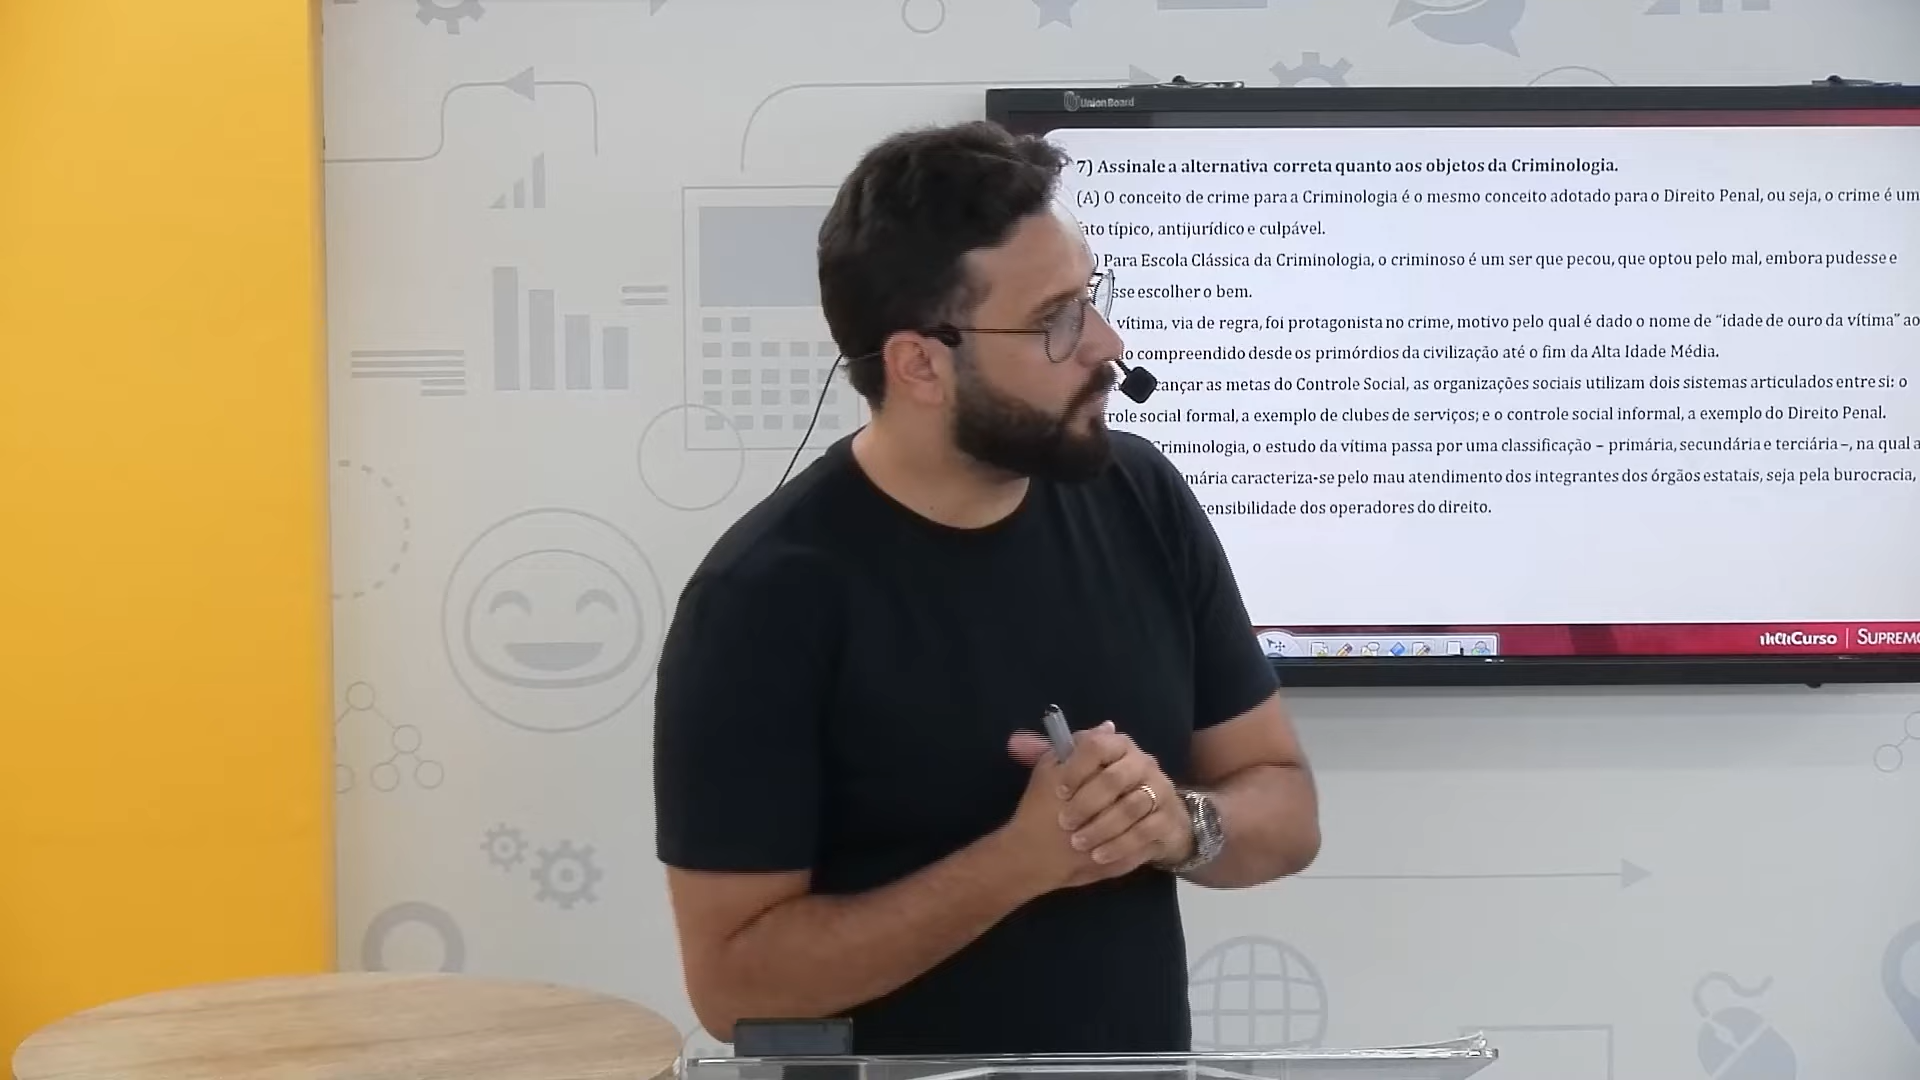 Union Board
7) Assinale a alternativa correta quanto aos objetos da Criminologia.
(A) O conceito de crime para a Criminologia é o mesmo conceito adotado para o Direito Penal, ou seja, o crime é um
típico, antijurídico e culpável.
) Para Escola Clássica da Criminologia, o criminoso é um ser que pecou, que optou pelo mal, embora pudesse e
escolher o bem.
vítima, via de regra, foi protagonista no crime, motivo pelo qual é dado o nome de “idade de ouro da vítima” ao
compreendido desde os primórdios da civilização até o fim da Alta Idade Média.
as metas do Controle Social, as organizações sociais utilizam dois sistemas articulados entre si: o
social formal, a exemplo de clubes de serviços; e o controle social informal, a exemplo do Direito Penal.
Criminologia, o estudo da vítima passa por uma classificação – primária, secundária e terciária –, na qual a
caracteriza-se pelo mau atendimento dos integrantes dos órgãos estatais, seja pela burocracia,
dos operadores do direito.
Curso | SUPREMO